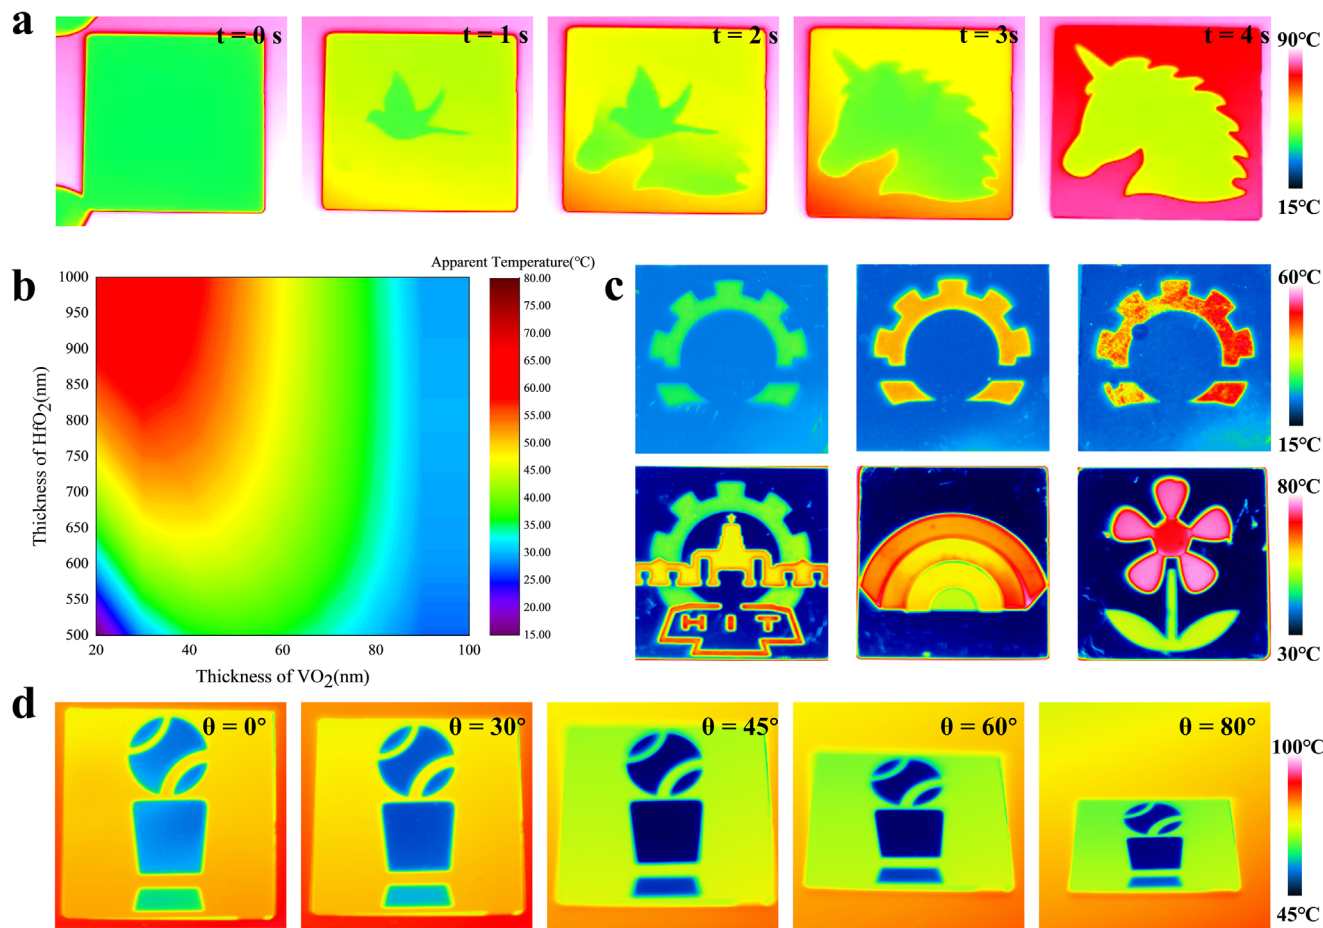 a
t = 0 s
t = 1 s
t = 2 s
t = 3s
t = 4 s
90℃
15℃
b
Apparent Temperature(℃)
1000
950
900
850
800
750
700
650
600
550
500
Thickness of HfO2(nm)
20
40
60
80
100
Thickness of VO2(nm)
80.00
75.00
70.00
65.00
60.00
55.00
50.00
45.00
40.00
35.00
30.00
25.00
20.00
15.00
c
60℃
15℃
HIT
80℃
30℃
d
θ = 0°
θ = 30°
θ = 45°
θ = 60°
θ = 80°
100℃
45℃